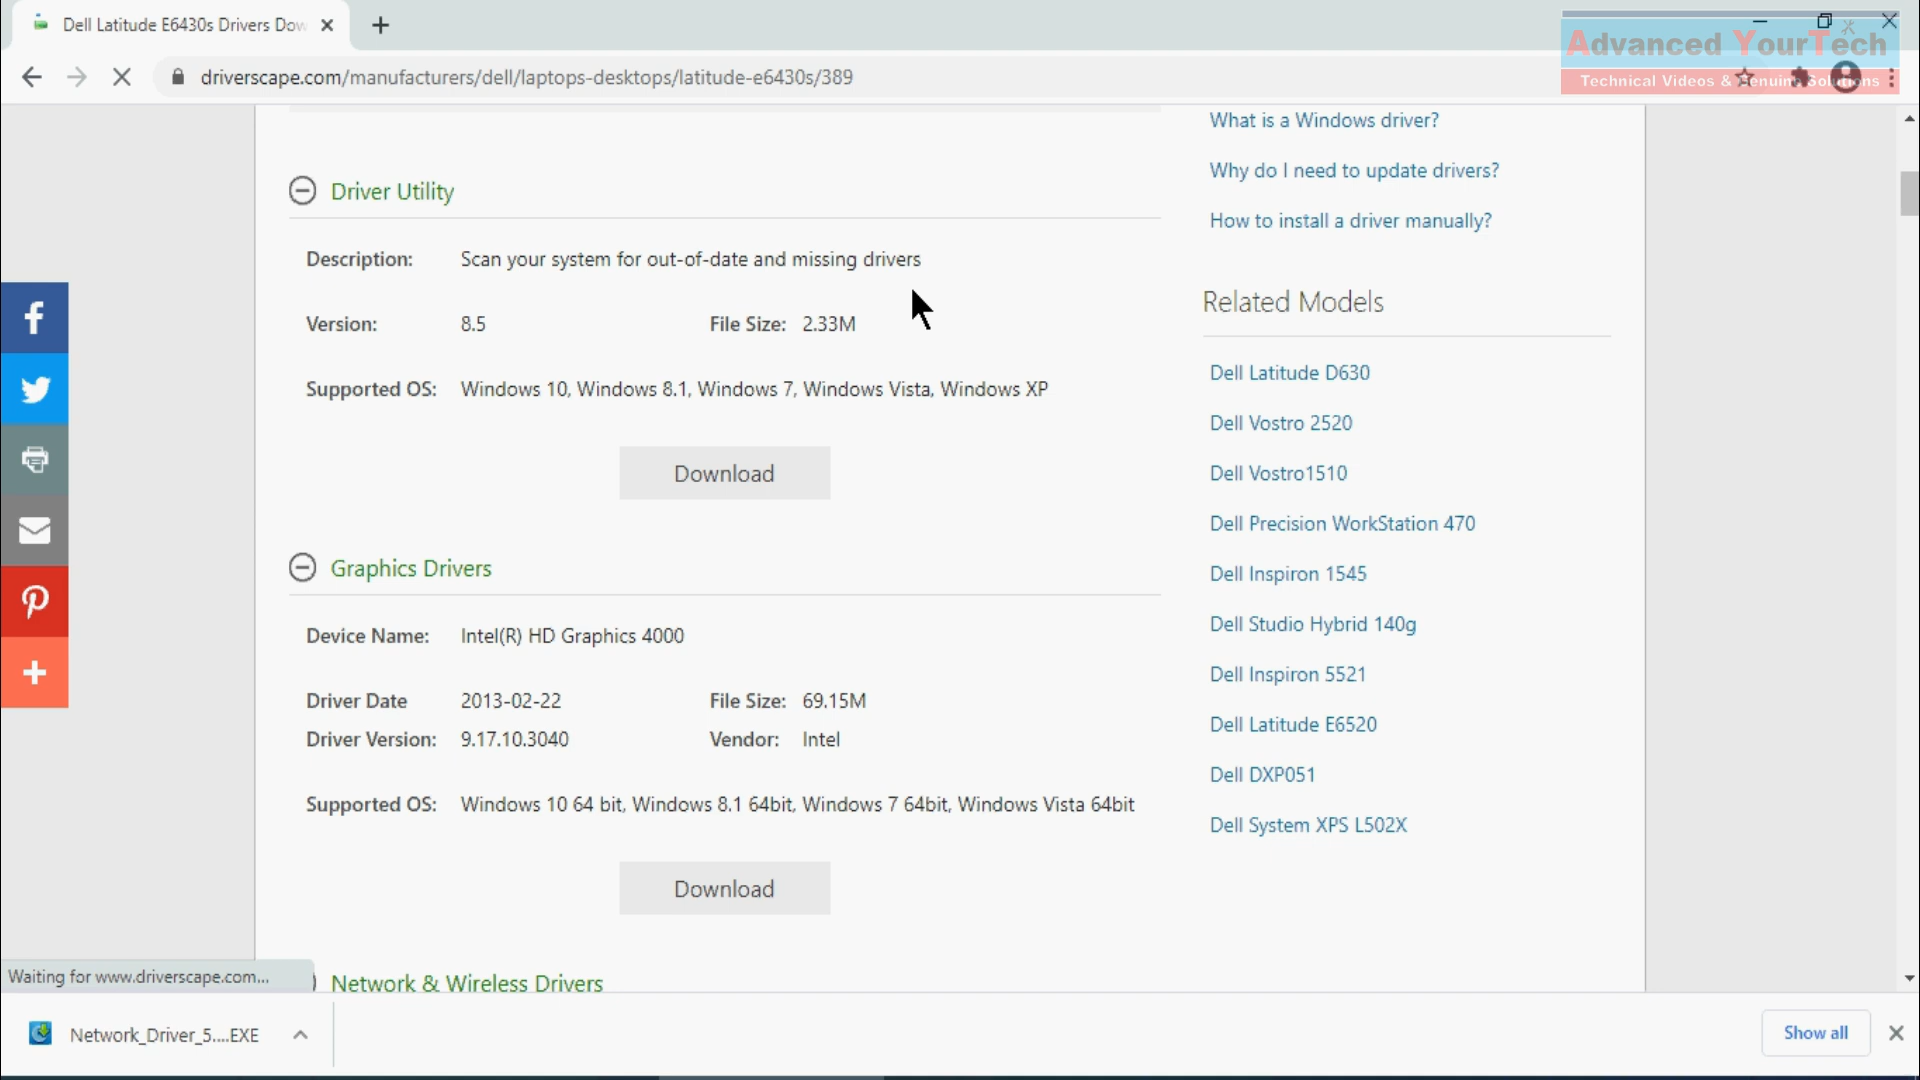 Dell Latitude E6430s Drivers Dow
driverscape.com/manufacturers/dell/laptops-desktops/latitude-e6430s/389
Advanced YourTech
Technical Videos & Genuine Solutions
What is a Windows driver?
Why do I need to update drivers?
How to install a driver manually?
Driver Utility
Description: Scan your system for out-of-date and missing drivers
Version: 8.5 File Size: 2.33M
Supported OS: Windows 10, Windows 8.1, Windows 7, Windows Vista, Windows XP
Download
Graphics Drivers
Device Name: Intel(R) HD Graphics 4000
Driver Date 2013-02-22 File Size: 69.15M
Driver Version: 9.17.10.3040 Vendor: Intel
Supported OS: Windows 10 64 bit, Windows 8.1 64bit, Windows 7 64bit, Windows Vista 64bit
Download
Network & Wireless Drivers
Related Models
Dell Latitude D630
Dell Vostro 2520
Dell Vostro1510
Dell Precision WorkStation 470
Dell Inspiron 1545
Dell Studio Hybrid 140g
Dell Inspiron 5521
Dell Latitude E6520
Dell DXP051
Dell System XPS L502X
Waiting for www.driverscape.com...
Network_Driver_5....EXE
Show all